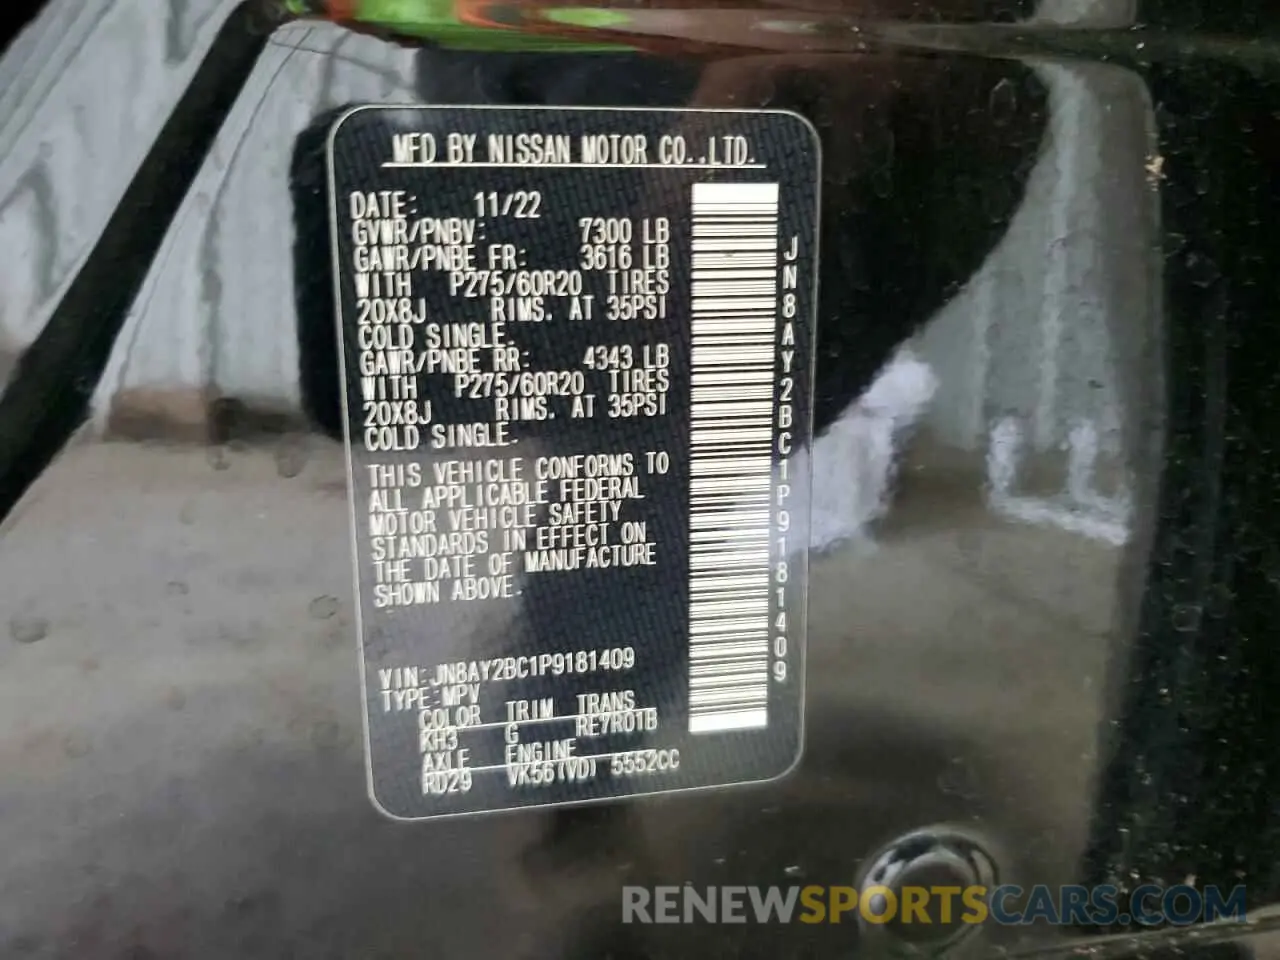 MFD BY NISSAN MOTOR CO.,LTD.
DATE: 11/22
GVWR/PNBV: 7300 LB
GAWR/PNBE FR: 3616 LB
WITH P275/60R20 TIRES
20X8J RIMS. AT 35PSI
COLD SINGLE.
GAWR/PNBE RR: 4343 LB
WITH P275/60R20 TIRES
20X8J RIMS. AT 35PSI
COLD SINGLE.
THIS VEHICLE CONFORMS TO
ALL APPLICABLE FEDERAL
MOTOR VEHICLE SAFETY
STANDARDS IN EFFECT ON
THE DATE OF MANUFACTURE
SHOWN ABOVE.
VIN:JN8AY2BC1P9181409
TYPE:MPV
COLOR TRIM TRANS
KH3 G RE7R01B
AXLE ENGINE
RD29 VK56(VD) 5552CC
JN8AY2BC1P9181409
RENEWSPORTSCARS.COM